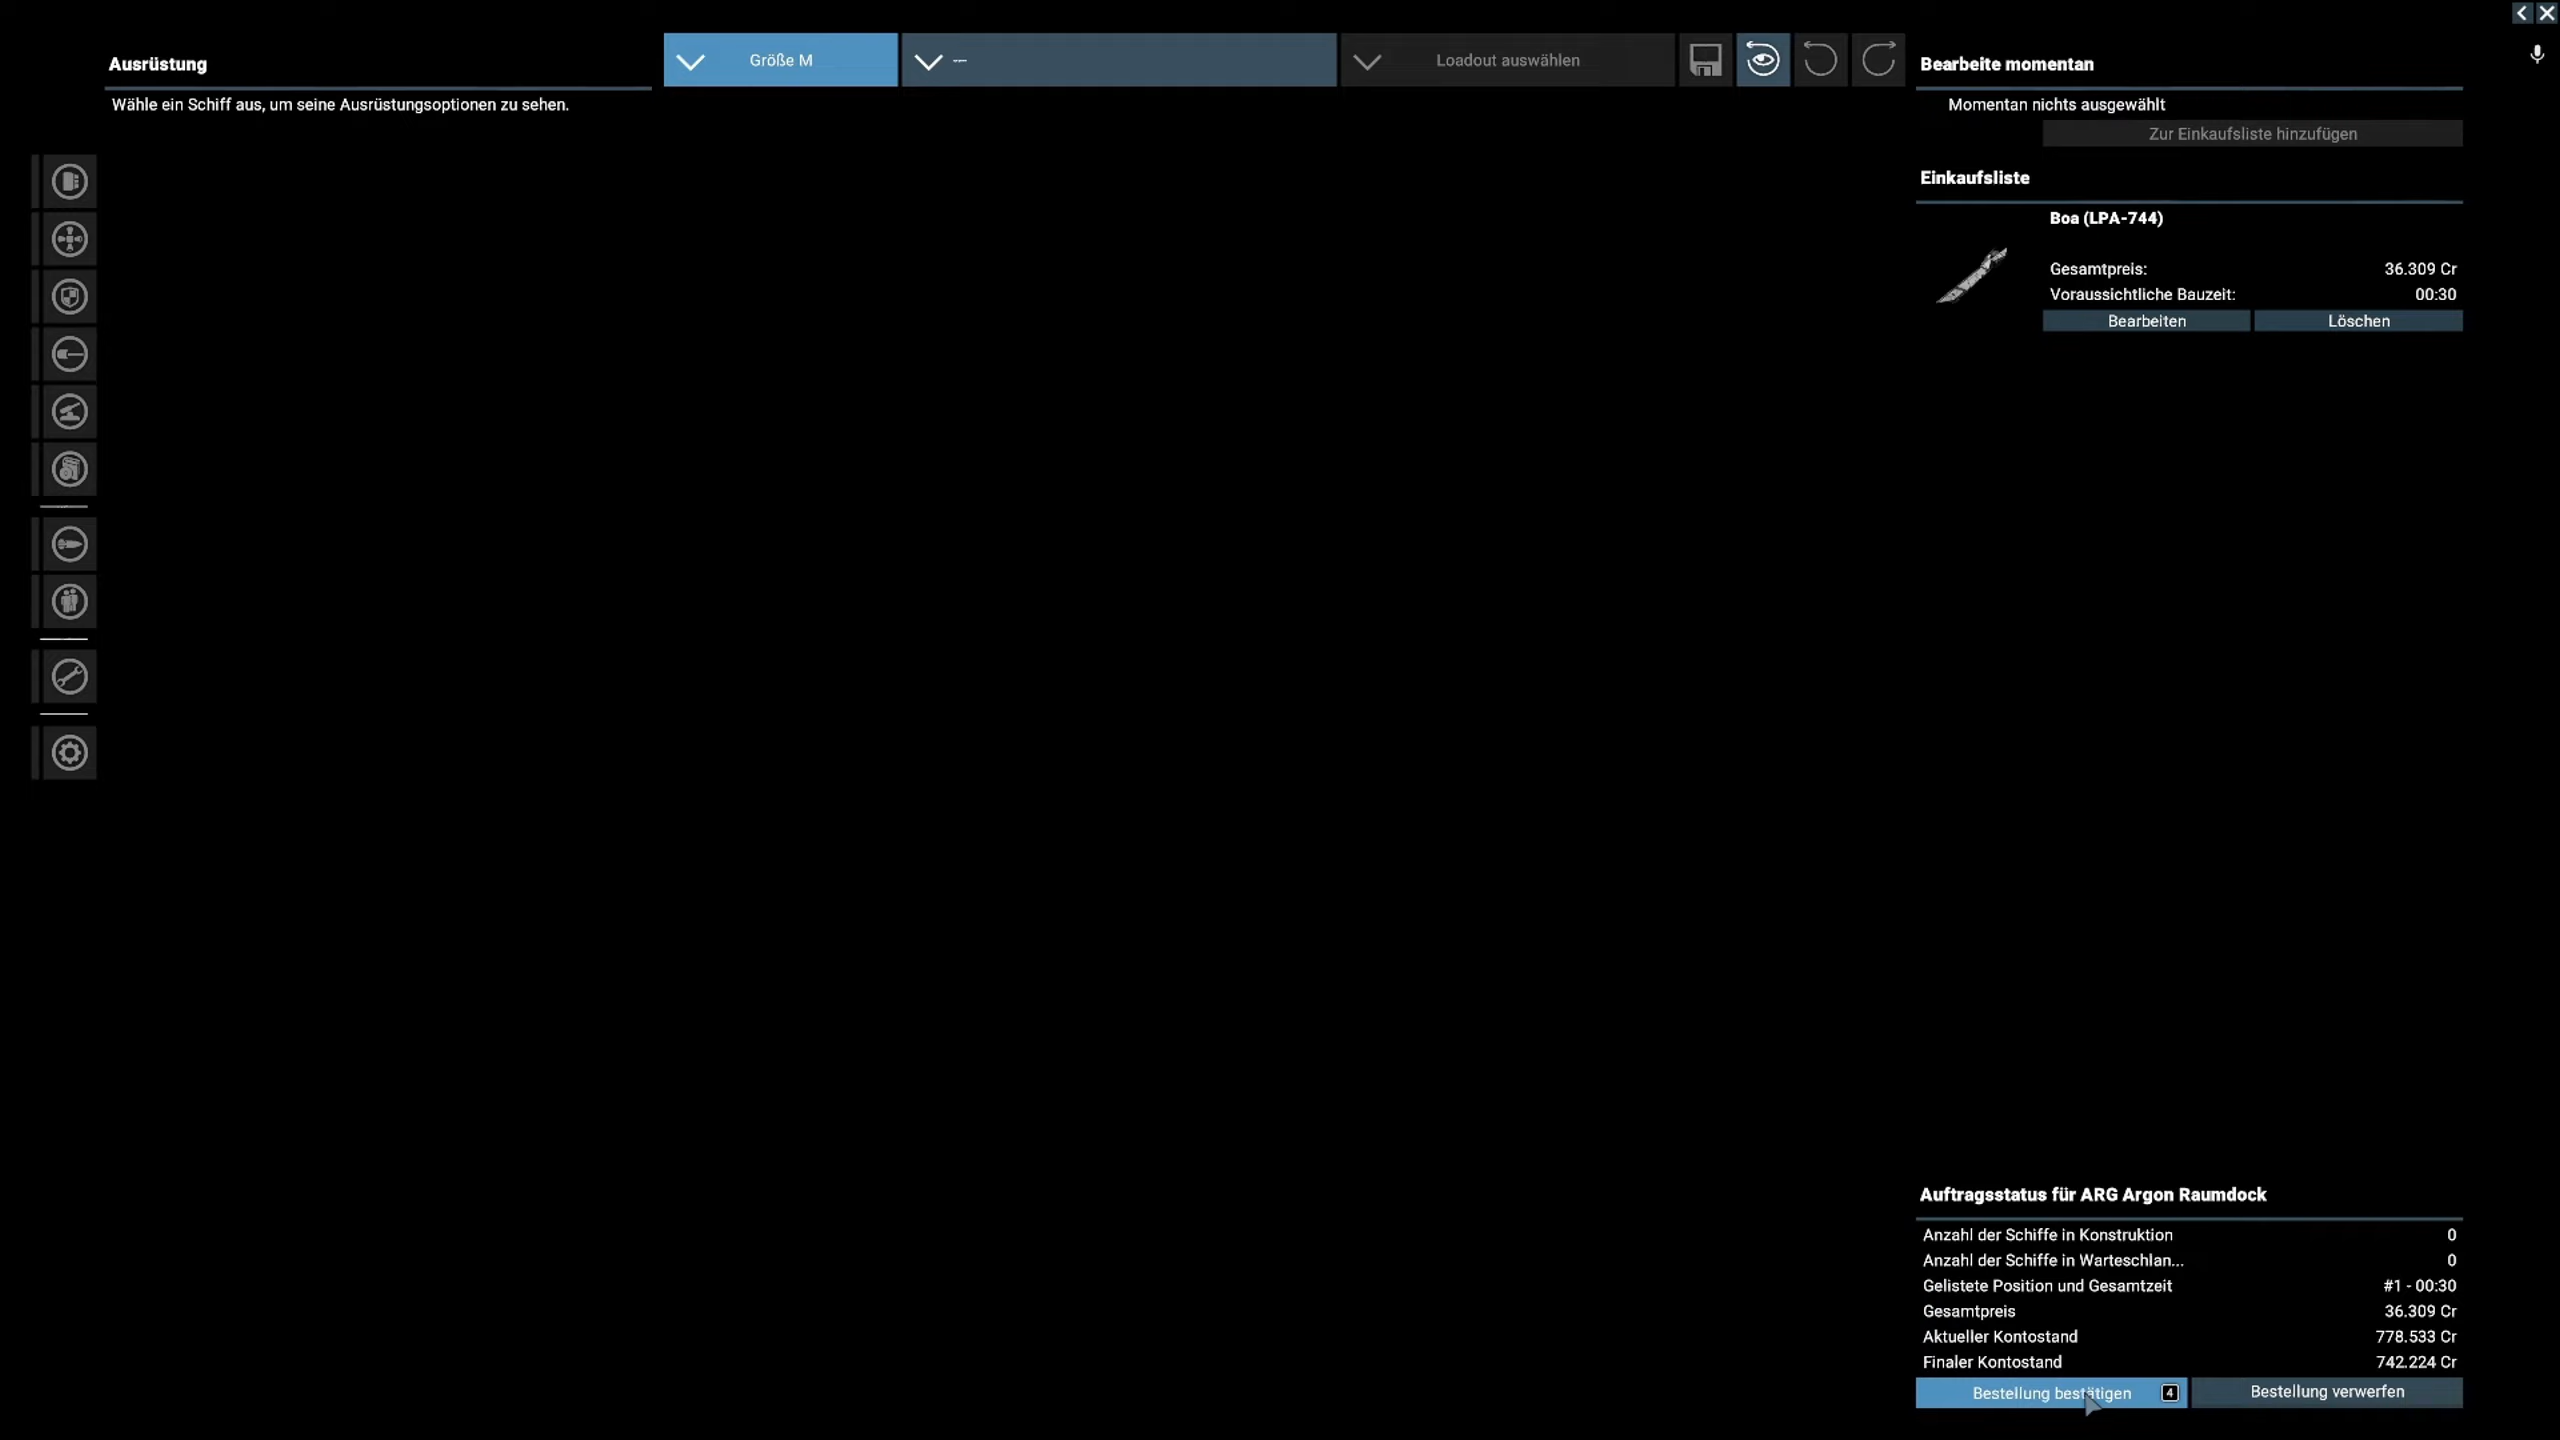 Ausrüstung
Wähle ein Schiff aus, um seine Ausrüstungsoptionen zu sehen.
Größe M
---
Loadout auswählen
Bearbeite momentan
Momentan nichts ausgewählt
Zur Einkaufsliste hinzufügen
Einkaufsliste
Boa (LPA-744)
Gesamtpreis: 36.309 Cr
Voraussichtliche Bauzeit: 00:30
Bearbeiten Löschen
Auftragsstatus für ARG Argon Raumdock
Anzahl der Schiffe in Konstruktion 0
Anzahl der Schiffe in Warteschlan... 0
Gelistete Position und Gesamtzeit #1 - 00:30
Gesamtpreis 36.309 Cr
Aktueller Kontostand 778.533 Cr
Finaler Kontostand 742.224 Cr
Bestellung bestätigen 4 Bestellung verwerfen